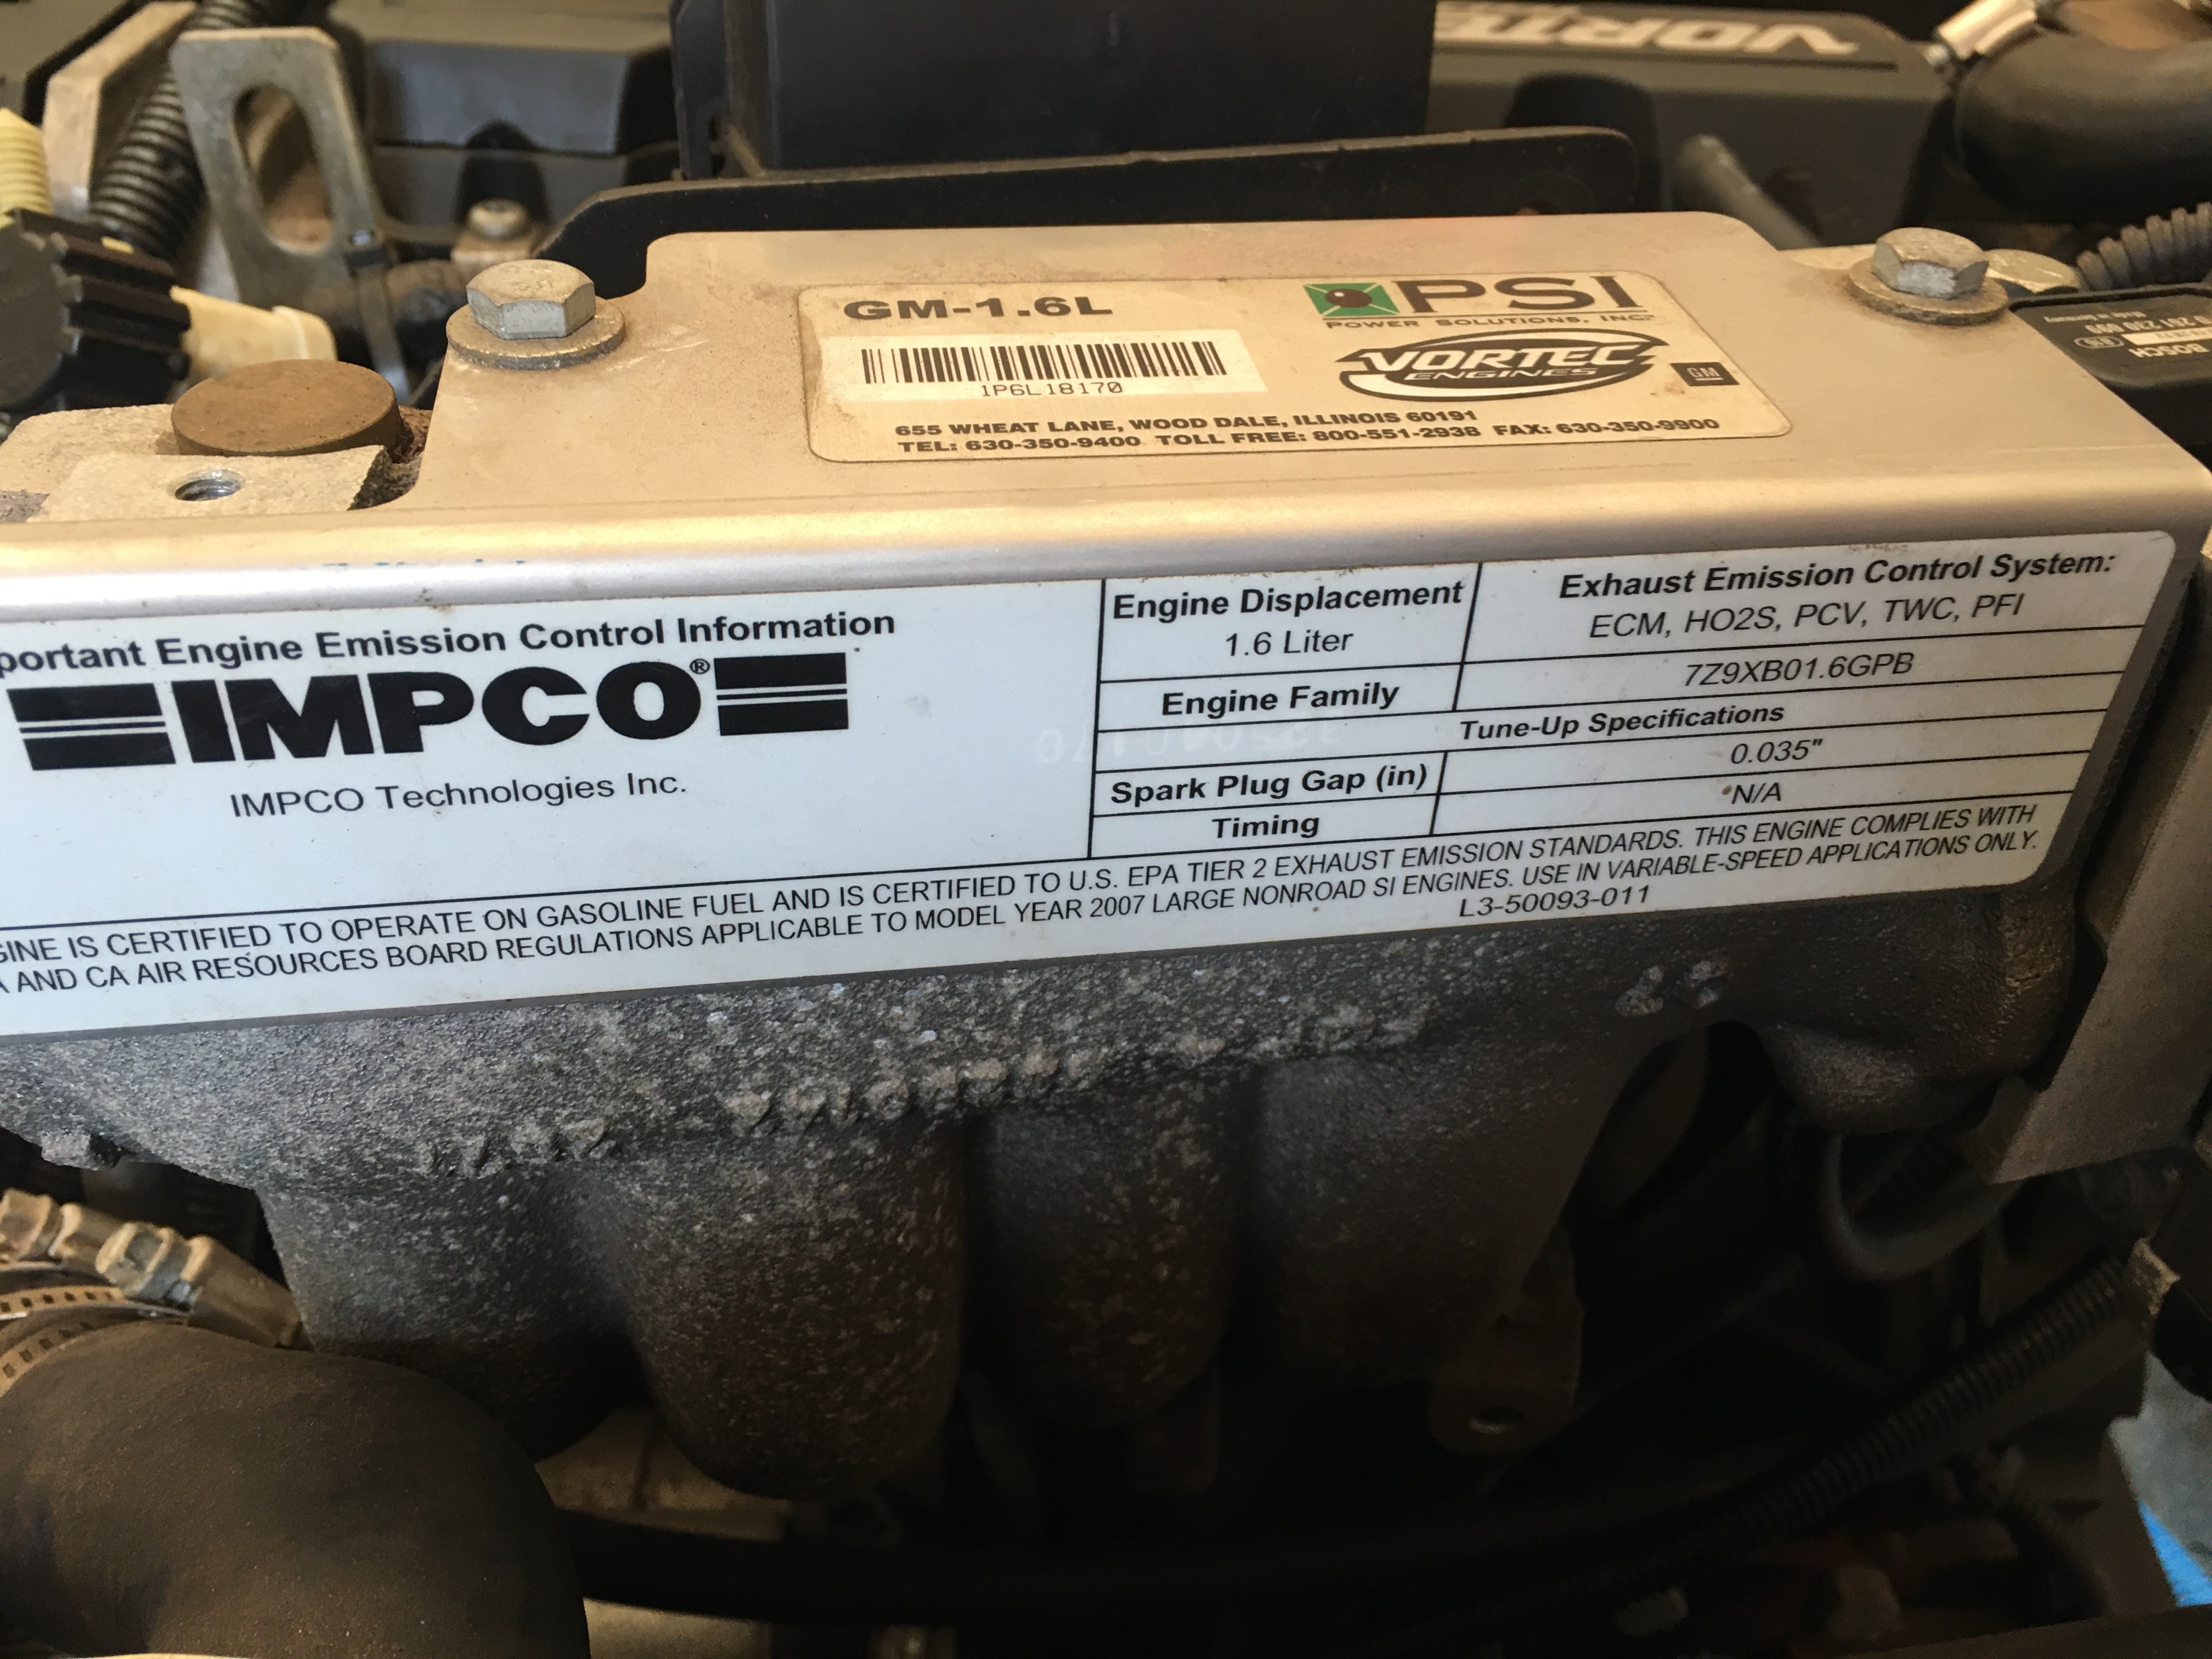 VORTE
GM-1.6L
1P6L18170
PSI
POWER SOLUTIONS, INC.
VORTEC
ENGINES
GM
655 WHEAT LANE, WOOD DALE, ILLINOIS 60191
TEL: 630-350-9400 TOLL FREE: 800-551-2938 FAX: 630-350-9900
BOSCH
portant Engine Emission Control Information
IMPCO®
IMPCO Technologies Inc.
Engine Displacement
1.6 Liter
Exhaust Emission Control System:
ECM, HO2S, PCV, TWC, PFI
Engine Family
7Z9XB01.6GPB
Tune-Up Specifications
Spark Plug Gap (in)
0.035"
Timing
N/A
GINE IS CERTIFIED TO OPERATE ON GASOLINE FUEL AND IS CERTIFIED TO U.S. EPA TIER 2 EXHAUST EMISSION STANDARDS. THIS ENGINE COMPLIES WITH
A AND CA AIR RESOURCES BOARD REGULATIONS APPLICABLE TO MODEL YEAR 2007 LARGE NONROAD SI ENGINES. USE IN VARIABLE-SPEED APPLICATIONS ONLY.
L3-50093-011